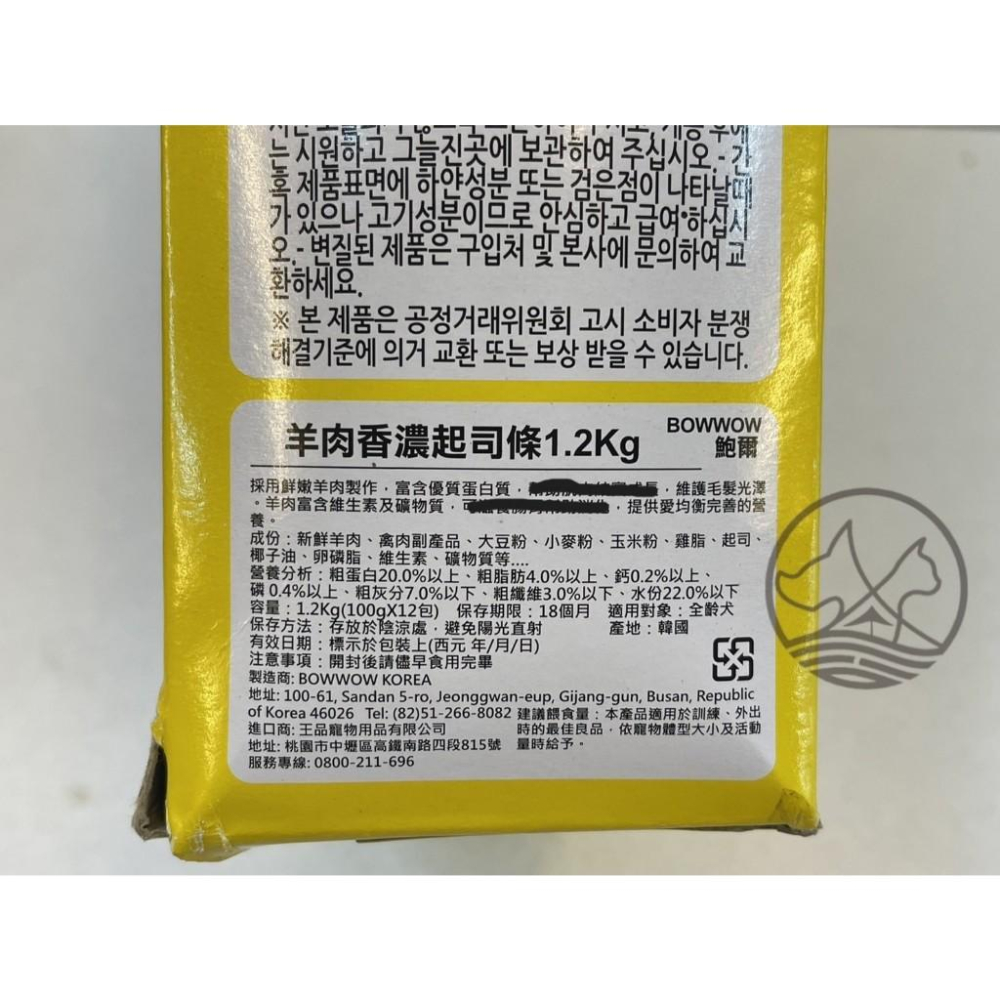 는 시원하고 그늘진곳에 보관하여 주십시오.- 간
혹 제품표면에 하얀성분 또는 검은점이 나타날때
가 있으나 고기성분이므로 안심하고 급여*하십시
오.- 변질된 제품은 구입처 및 본사에 문의하여 교
환하세요.
※ 본 제품은 공정거래위원회 고시 소비자 분쟁
해결기준에 의거 교환 또는 보상 받을 수 있습니다.
羊肉香濃起司條1.2Kg
BOWWOW
鮑爾
採用鮮嫩羊肉製作，富含優質蛋白質，，維護毛髮光澤
。羊肉富含維生素及礦物質，，提供愛均衡完善的營
養。
成份：新鮮羊肉、禽肉副產品、大豆粉、小麥粉、玉米粉、雞脂、起司、
椰子油、卵磷脂、維生素、礦物質等....
營養分析：粗蛋白20.0%以上、粗脂肪4.0%以上、鈣0.2%以上、
磷 0.4%以上、粗灰分7.0%以下、粗纖維3.0%以下、水份22.0%以下
容量：1.2Kg(100gX12包) 保存期限：18個月 適用對象：全齡犬
保存方法：存放於陰涼處，避免陽光直射 產地：韓國
有效日期：標示於包裝上(西元 年/月/日)
注意事項：開封後請儘早食用完畢
製造商: BOWWOW KOREA
地址: 100-61, Sandan 5-ro, Jeonggwan-eup, Gijang-gun, Busan, Republic
of Korea 46026 Tel: (82)51-266-8082
進口商: 王品寵物用品有限公司
地址: 桃園市中壢區高鐵南路四段815號
服務專線: 0800-211-696
建議餵食量：本產品適用於訓練、外出
時的最佳良品，依寵物體型大小及活動
量時給予。